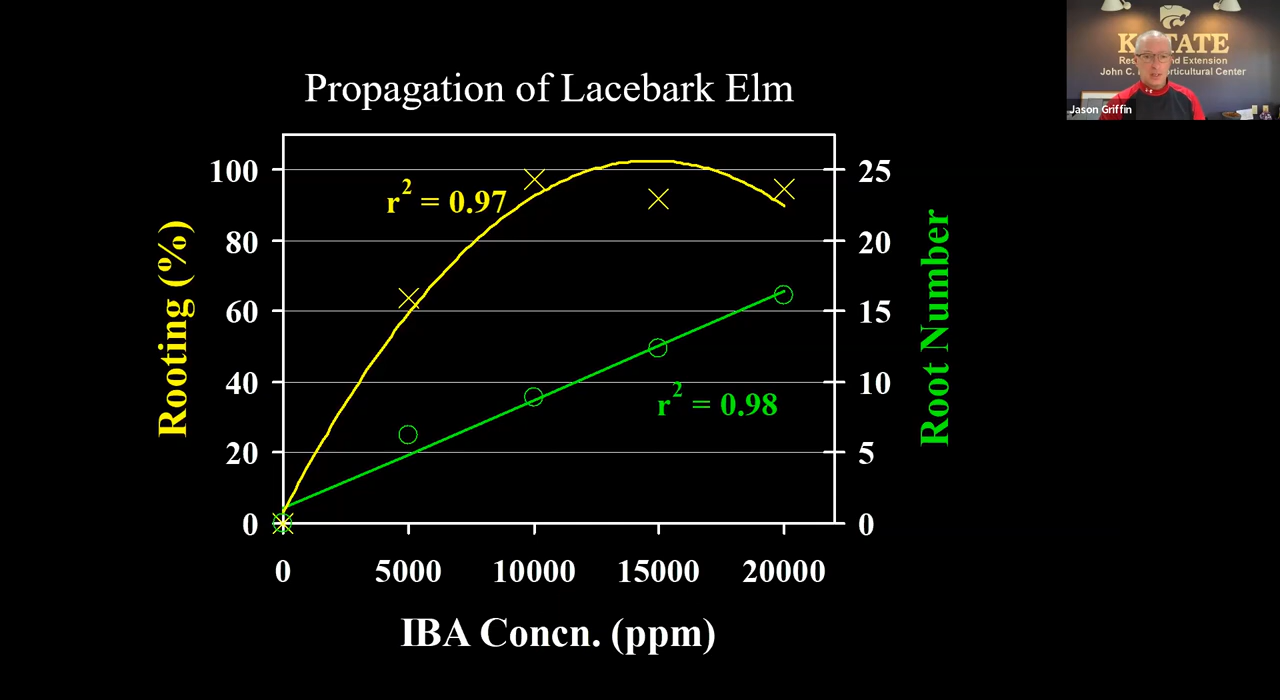 Propagation of Lacebark Elm
100
80
60
40
20
0
Rooting (%)
r² = 0.97
r² = 0.98
25
20
15
10
5
0
Root Number
0 5000 10000 15000 20000
IBA Concn. (ppm)
K-STATE
Research and Extension
John C. Horticultural Center
Jason Griffin